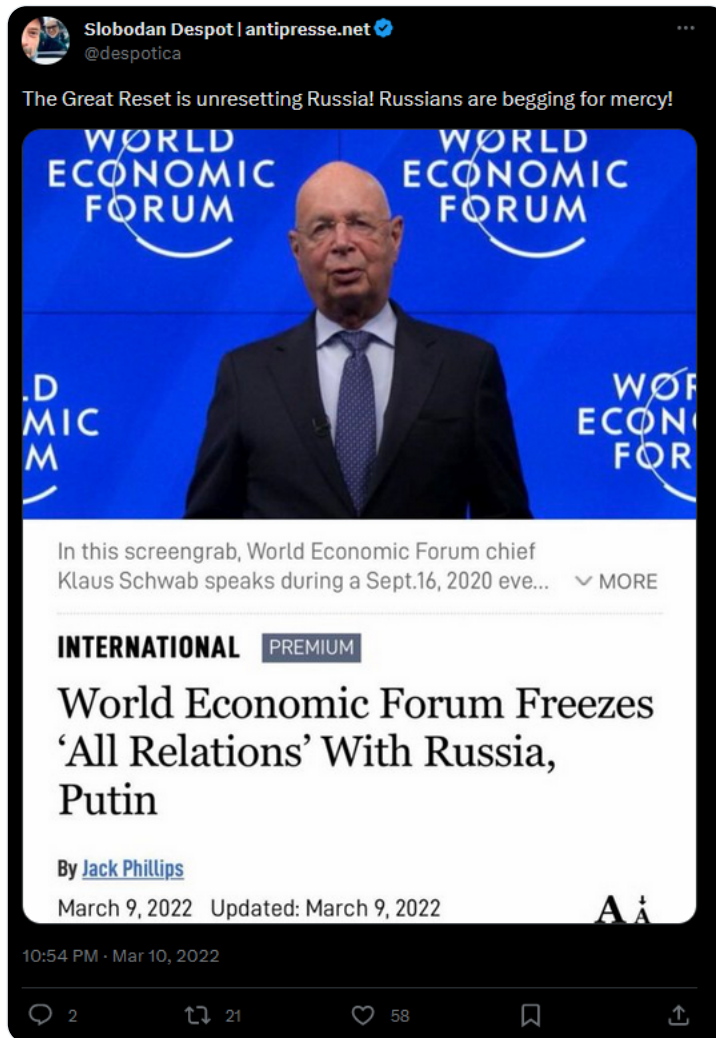 Slobodan Despot | antipresse.net
@despotica
The Great Reset is unresetting Russia! Russians are begging for mercy!
WORLD
ECONOMIC
FORUM
WORLD
ECONOMIC
FORUM
LD
MIC
M
WOR
ECON
FOR
In this screengrab, World Economic Forum chief
Klaus Schwab speaks during a Sept.16, 2020 eve... MORE
INTERNATIONAL PREMIUM
World Economic Forum Freezes
‘All Relations’ With Russia,
Putin
By Jack Phillips
March 9, 2022 Updated: March 9, 2022 A A
10:54 PM · Mar 10, 2022
2 21 58